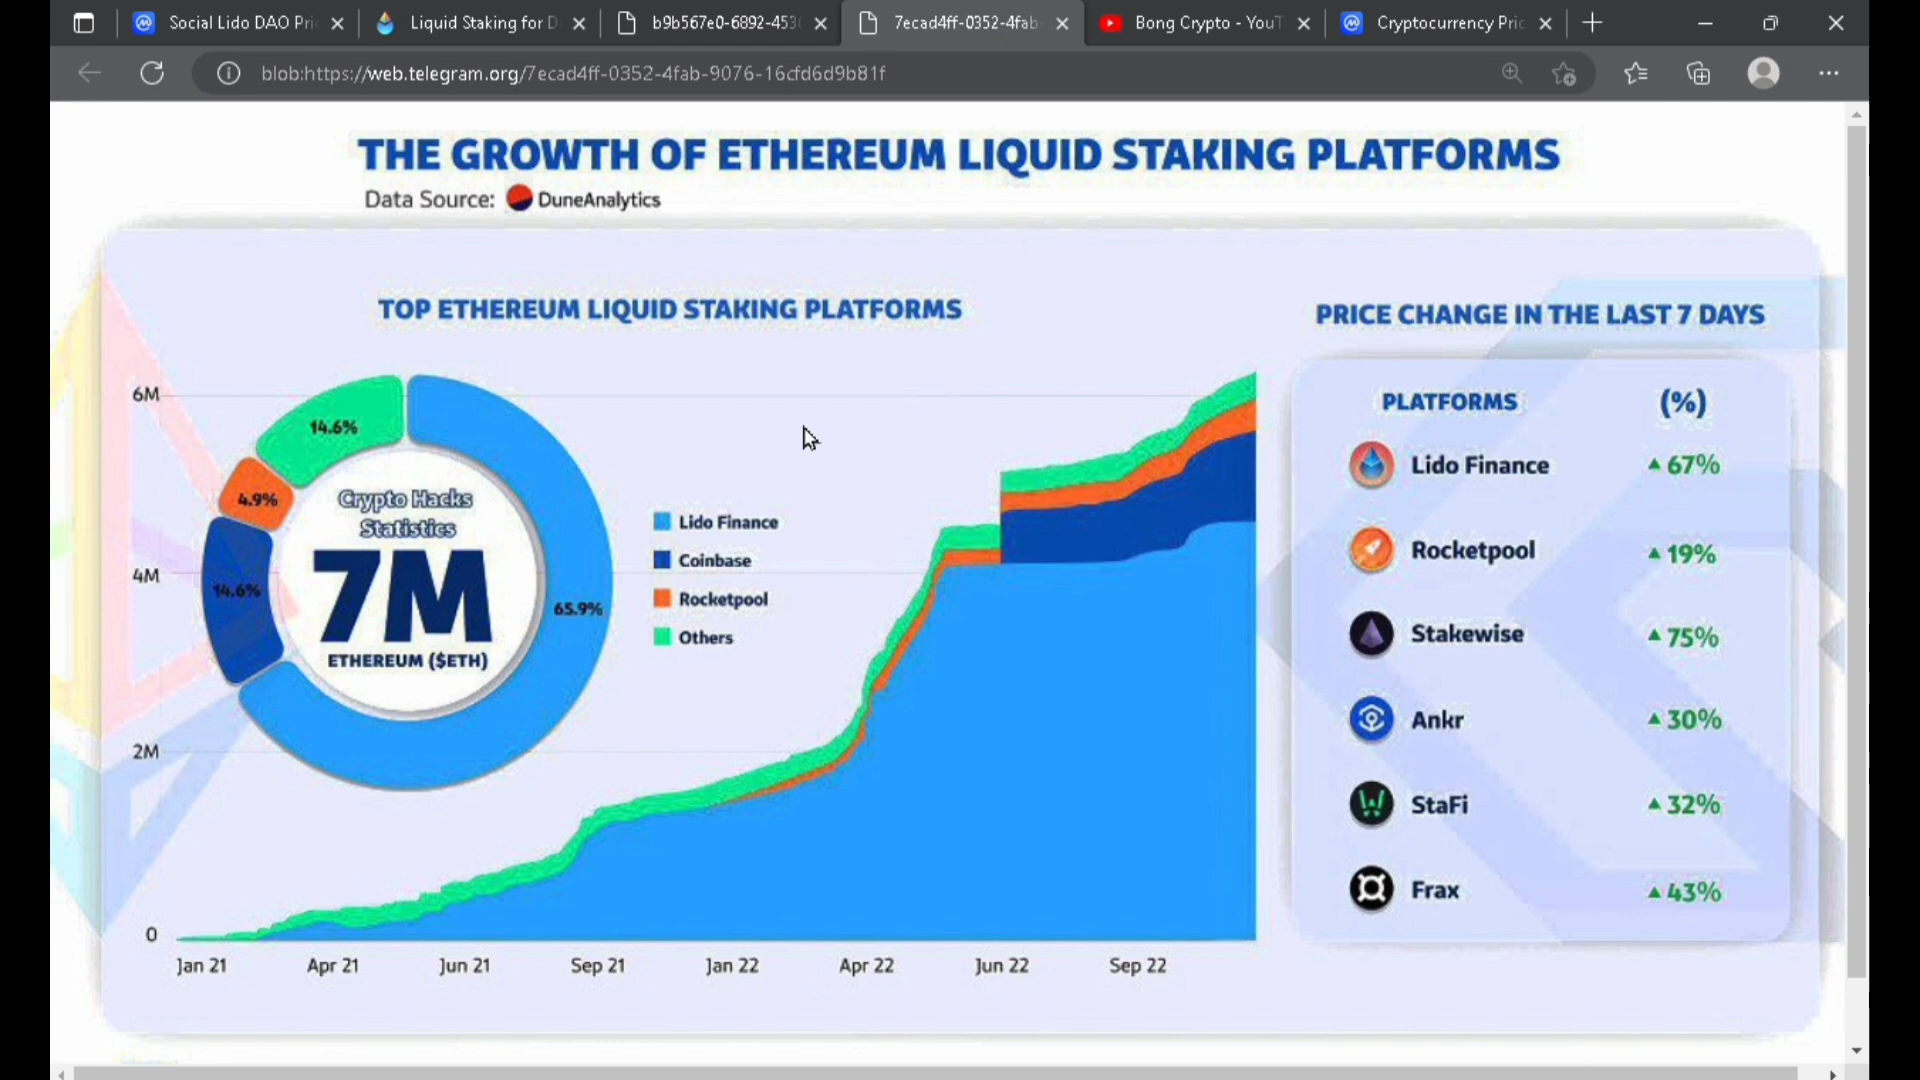 Social Lido DAO Pri
Liquid Staking for D
b9b567e0-6892-453
7ecad4ff-0352-4fab-
Bong Crypto - YouT
Cryptocurrency Pric
blob:https://web.telegram.org/7ecad4ff-0352-4fab-9076-16cfd6d9b81f
THE GROWTH OF ETHEREUM LIQUID STAKING PLATFORMS
Data Source: DuneAnalytics
TOP ETHEREUM LIQUID STAKING PLATFORMS
6M
4M
2M
0
14.6%
4.9%
14.6%
65.9%
Crypto Hacks
Statistics
7M
ETHEREUM ($ETH)
Lido Finance
Coinbase
Rocketpool
Others
Jan 21 Apr 21 Jun 21 Sep 21 Jan 22 Apr 22 Jun 22 Sep 22
PRICE CHANGE IN THE LAST 7 DAYS
PLATFORMS (%)
Lido Finance ▲67%
Rocketpool ▲19%
Stakewise ▲75%
Ankr ▲30%
StaFi ▲32%
Frax ▲43%